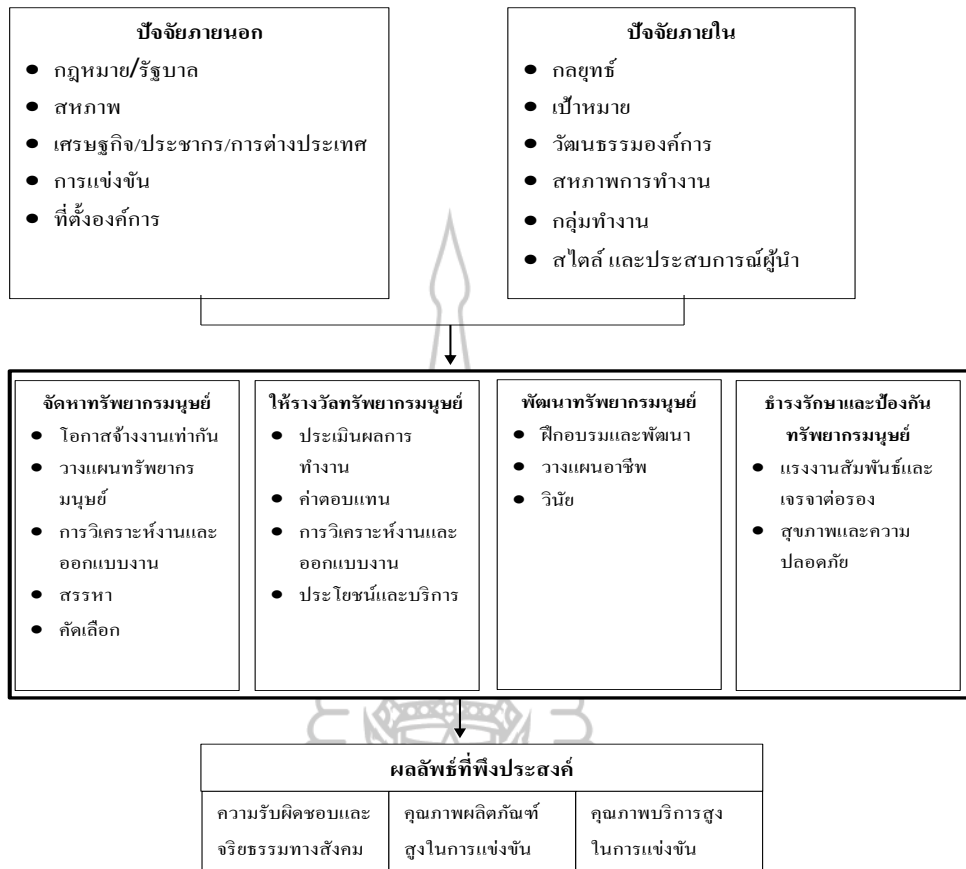 ปัจจัยภายนอก
● กฎหมาย/รัฐบาล
● สหภาพ
● เศรษฐกิจ/ประชากร/การต่างประเทศ
● การแข่งขัน
● ที่ตั้งองค์การ
ปัจจัยภายใน
● กลยุทธ์
● เป้าหมาย
● วัฒนธรรมองค์การ
● สหภาพการทำงาน
● กลุ่มทำงาน
● สไตล์ และประสบการณ์ผู้นำ
จัดหาทรัพยากรมนุษย์
● โอกาสจ้างงานเท่ากัน
● วางแผนทรัพยากร
มนุษย์
● การวิเคราะห์งานและ
ออกแบบงาน
● สรรหา
● คัดเลือก
ให้รางวัลทรัพยากรมนุษย์
● ประเมินผลการ
ทำงาน
● ค่าตอบแทน
● การวิเคราะห์งานและ
ออกแบบงาน
● ประโยชน์และบริการ
พัฒนาทรัพยากรมนุษย์
● ฝึกอบรมและพัฒนา
● วางแผนอาชีพ
● วินัย
ธำรงรักษาและป้องกัน
ทรัพยากรมนุษย์
● แรงงานสัมพันธ์และ
เจรจาต่อรอง
● สุขภาพและความ
ปลอดภัย
ผลลัพธ์ที่พึงประสงค์
ความรับผิดชอบและ
จริยธรรมทางสังคม
คุณภาพผลิตภัณฑ์
สูงในการแข่งขัน
คุณภาพบริการสูง
ในการแข่งขัน